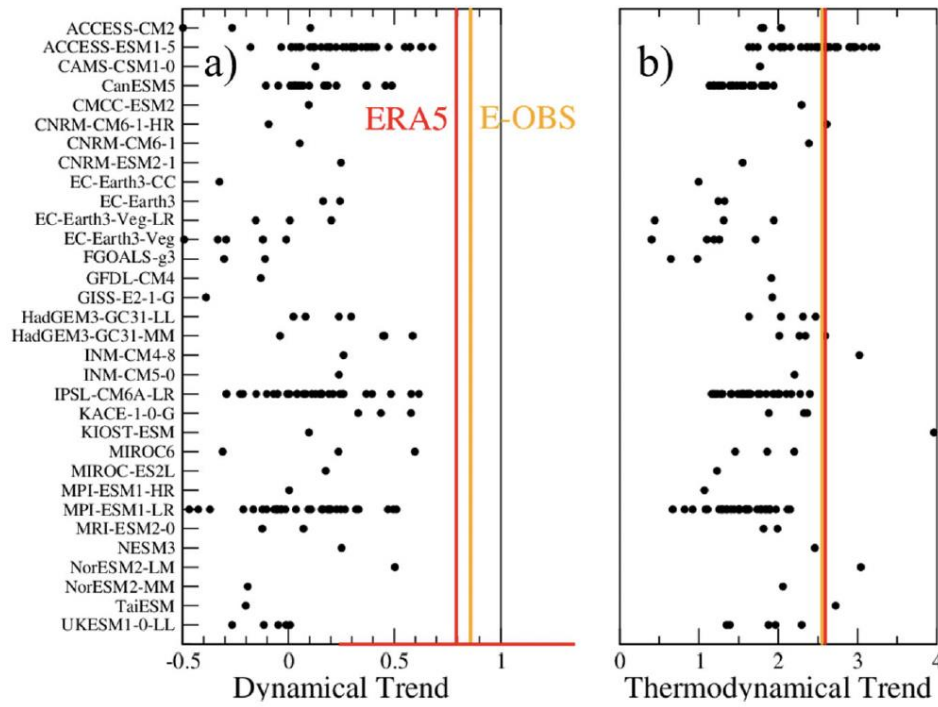 ACCESS-CM2
ACCESS-ESM1-5
CAMS-CSM1-0
CanESM5
CMCC-ESM2
CNRM-CM6-1-HR
CNRM-CM6-1
CNRM-ESM2-1
EC-Earth3-CC
EC-Earth3
EC-Earth3-Veg-LR
EC-Earth3-Veg
FGOALS-g3
GFDL-CM4
GISS-E2-1-G
HadGEM3-GC31-LL
HadGEM3-GC31-MM
INM-CM4-8
INM-CM5-0
IPSL-CM6A-LR
KACE-1-0-G
KIOST-ESM
MIROC6
MIROC-ES2L
MPI-ESM1-HR
MPI-ESM1-LR
MRI-ESM2-0
NESM3
NorESM2-LM
NorESM2-MM
TaiESM
UKESM1-0-LL
a)
ERA5
E-OBS
-0.5 0 0.5 1
Dynamical Trend
b)
0 1 2 3 4
Thermodynamical Trend